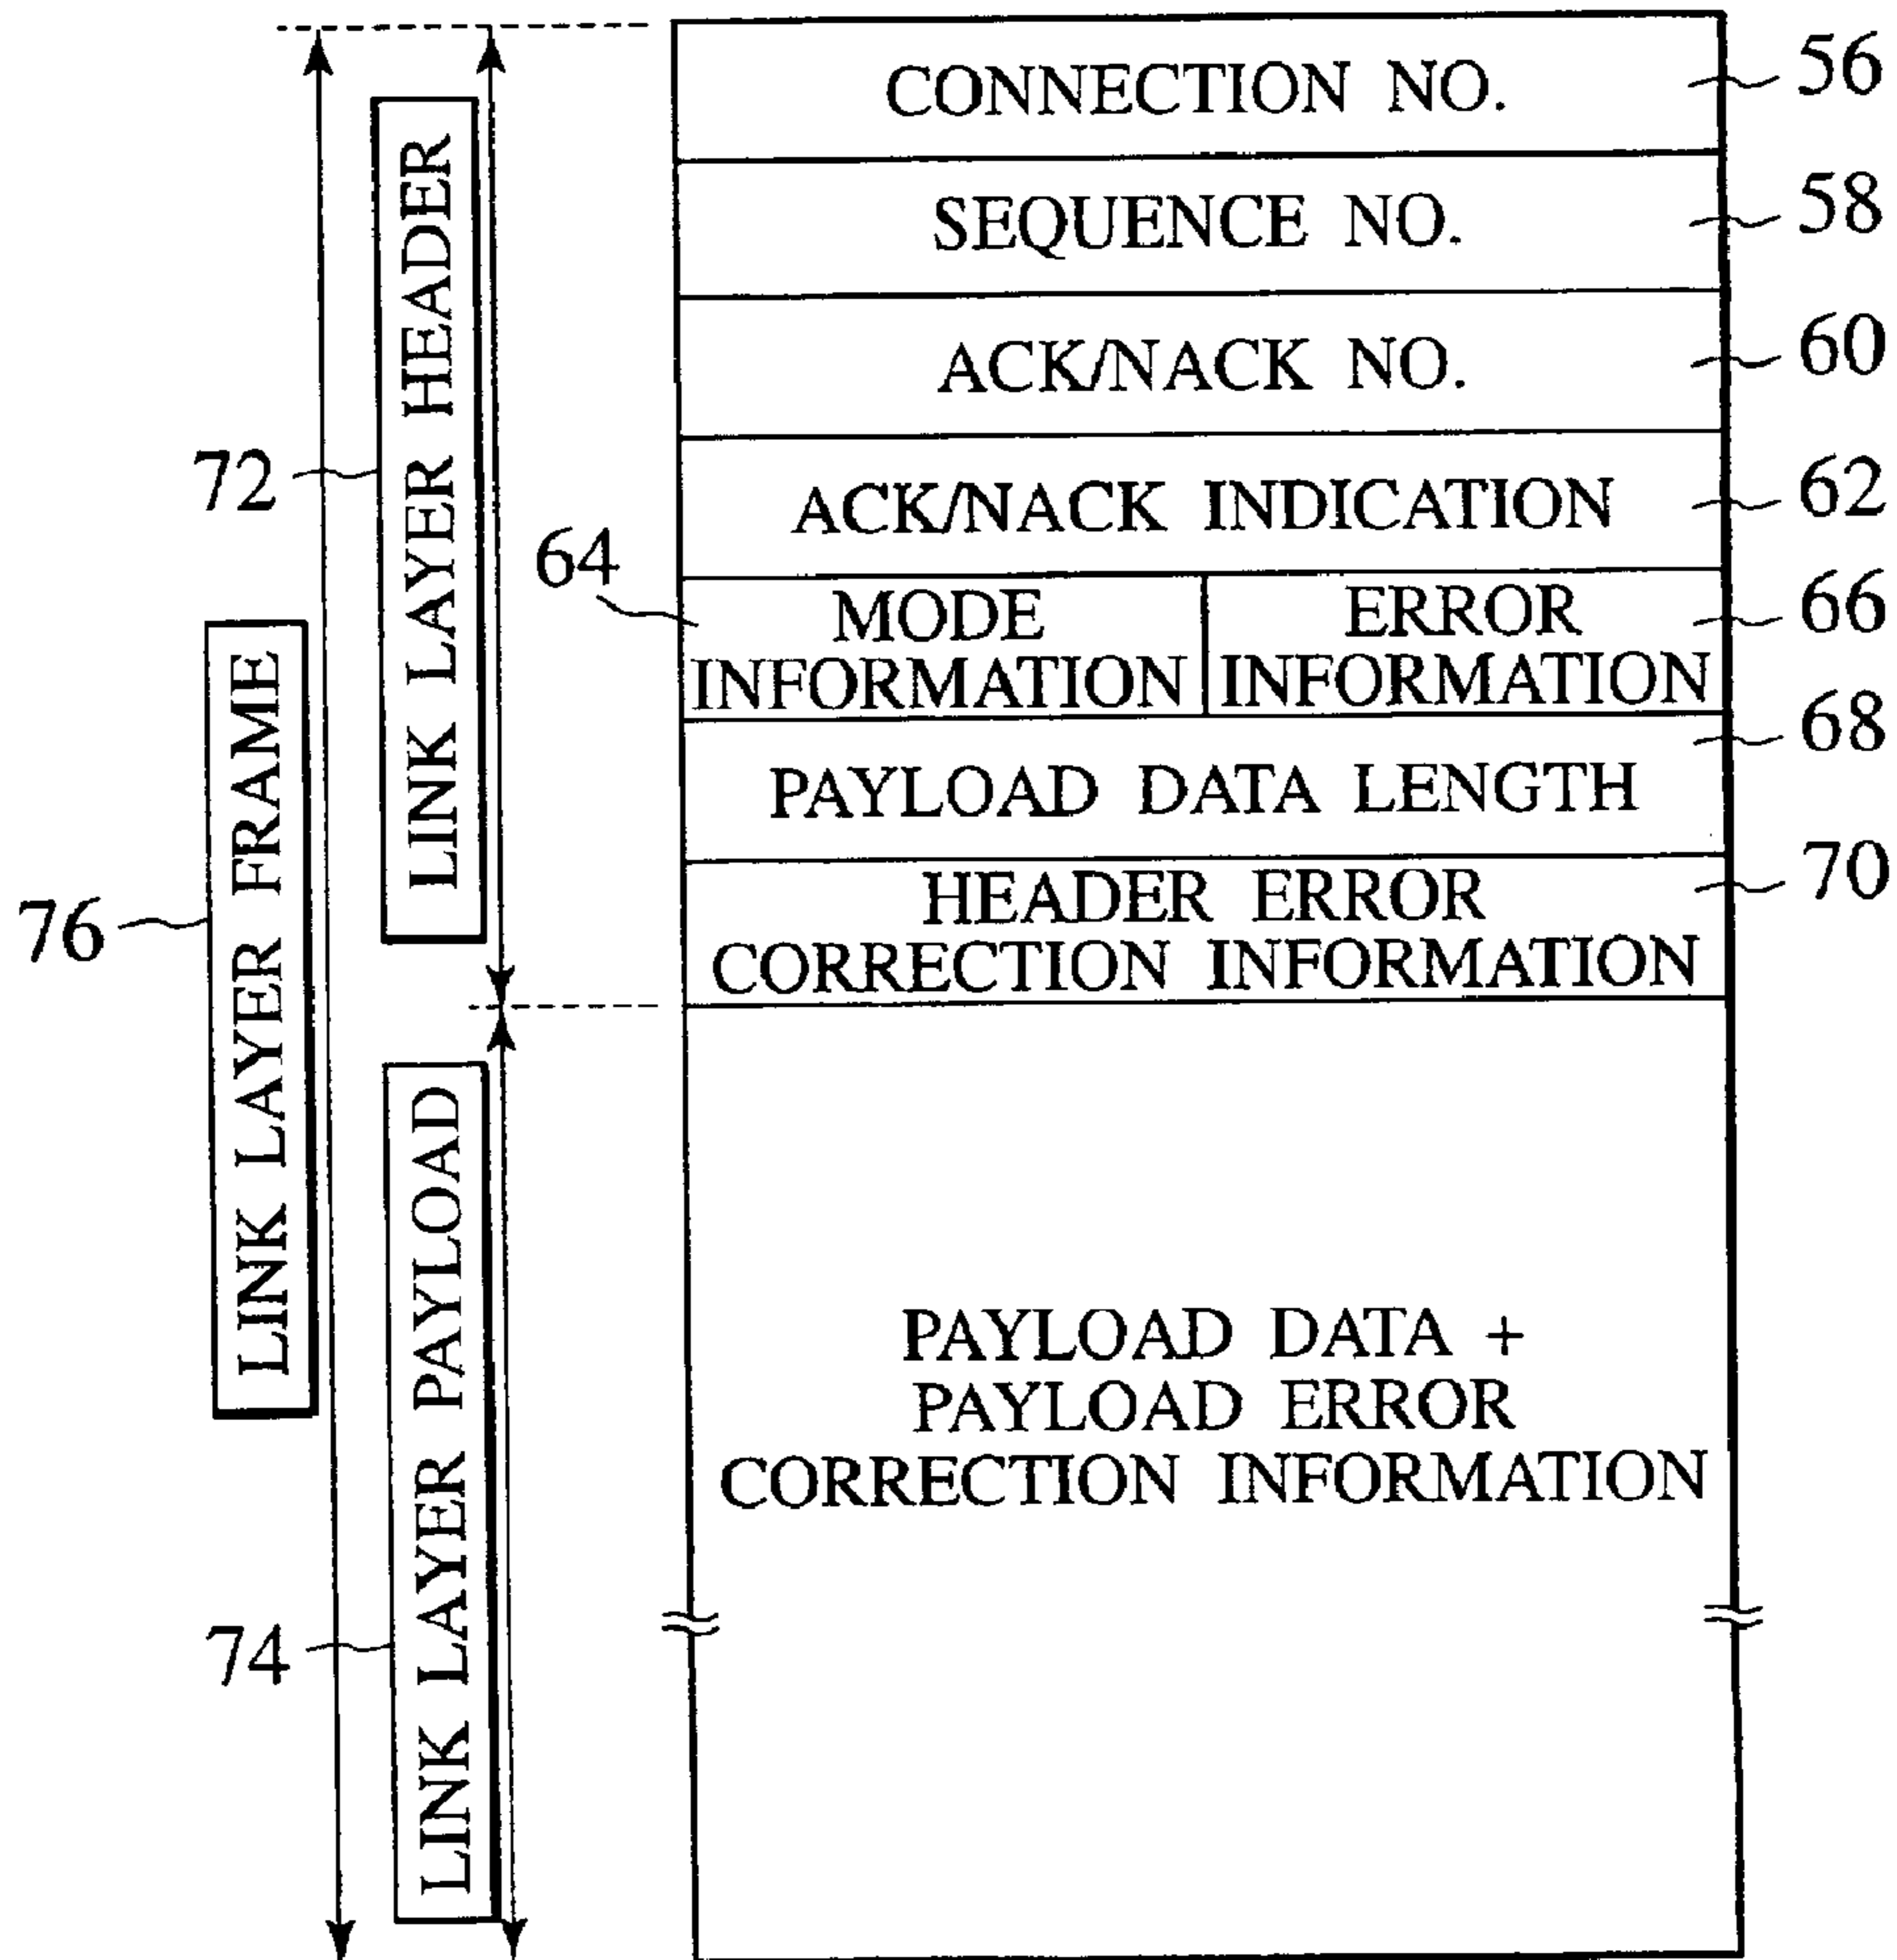 CONNECTION NO.
56
SEQUENCE NO.
58
ACK/NACK NO.
60
ACK/NACK INDICATION
62
64
MODE
INFORMATION
ERROR
INFORMATION
66
PAYLOAD DATA LENGTH
68
HEADER ERROR
CORRECTION INFORMATION
70
PAYLOAD DATA +
PAYLOAD ERROR
CORRECTION INFORMATION
72
LINK LAYER HEADER
76
LINK LAYER FRAME
74
LINK LAYER PAYLOAD